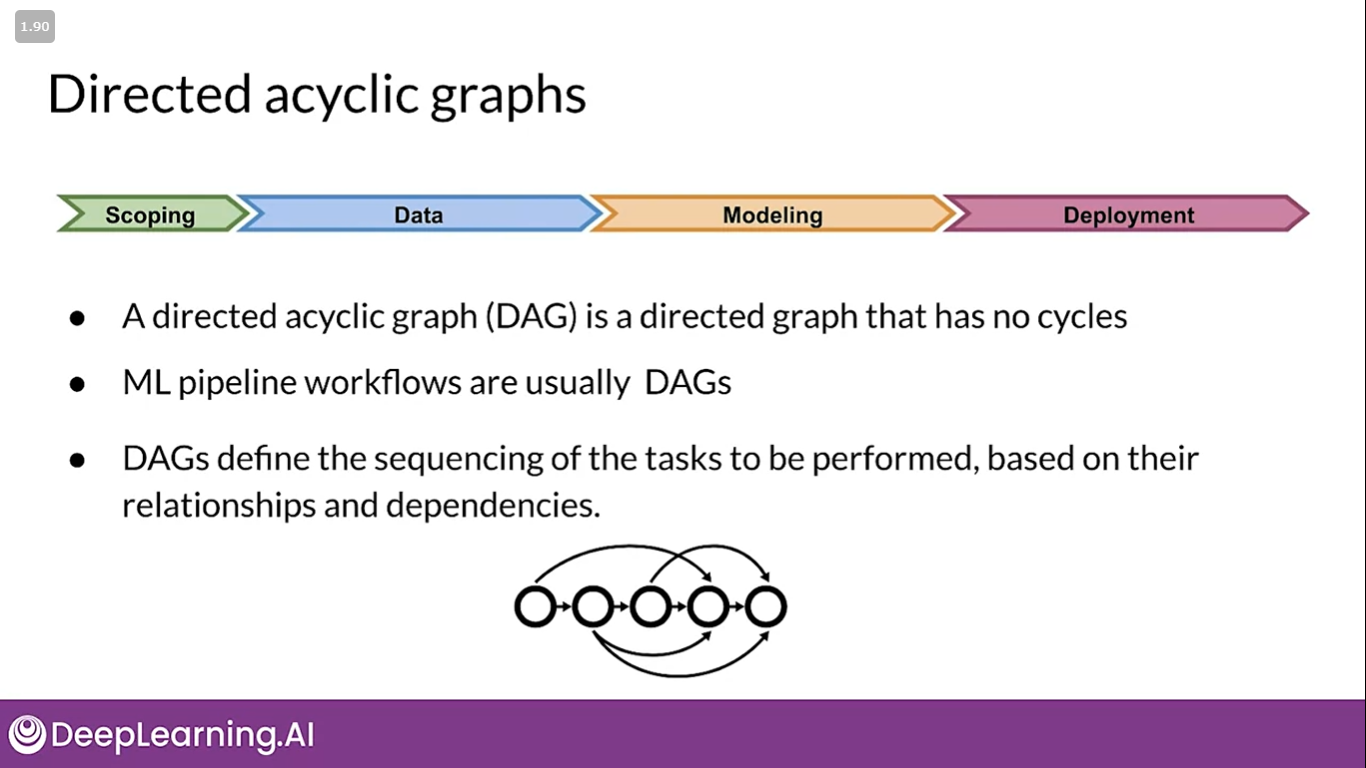 1.90
Directed acyclic graphs
Scoping
Data
Modeling
Deployment
● A directed acyclic graph (DAG) is a directed graph that has no cycles
● ML pipeline workflows are usually DAGs
● DAGs define the sequencing of the tasks to be performed, based on their
relationships and dependencies.
DeepLearning.AI